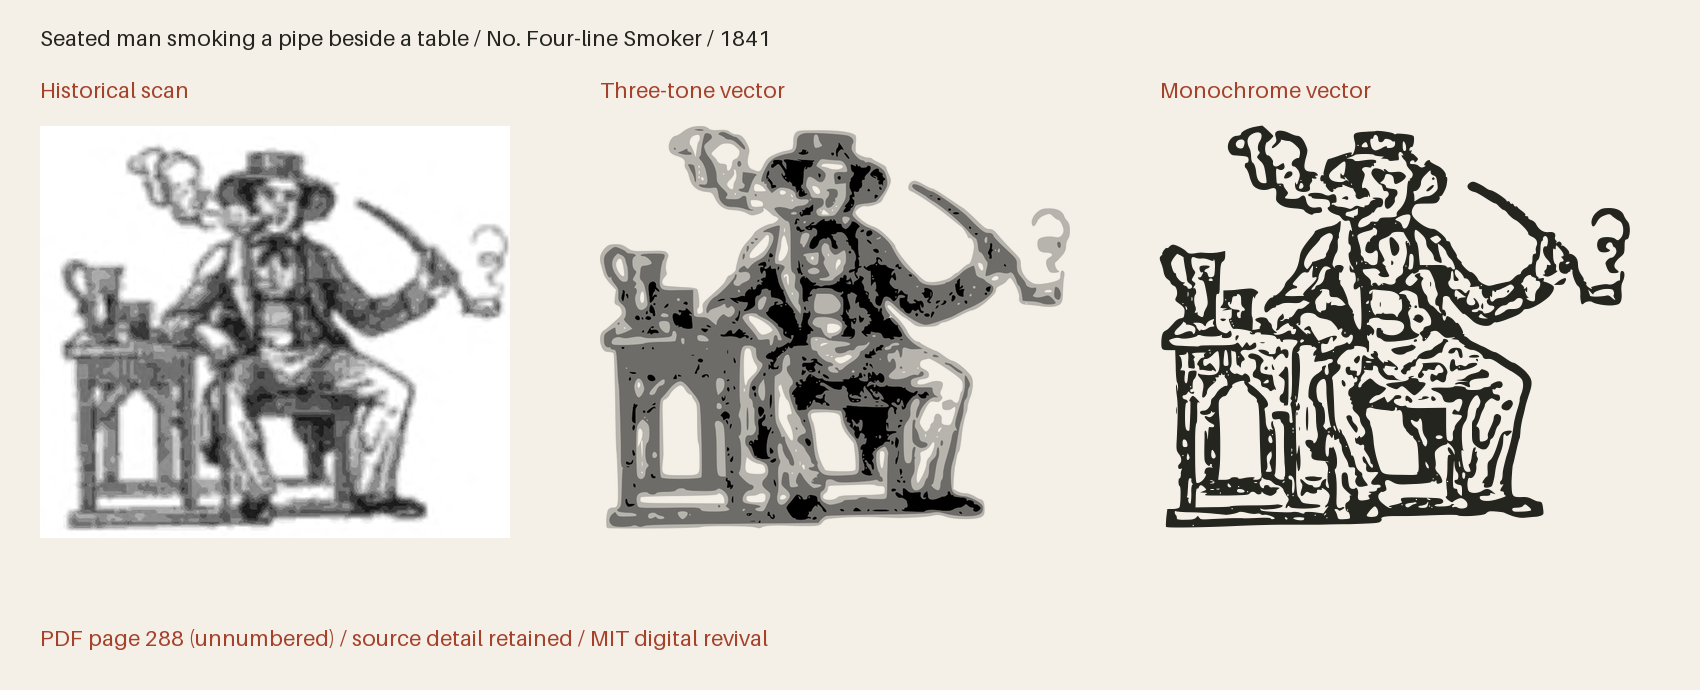 Seated man smoking a pipe beside a table / No. Four-line Smoker / 1841
Historical scan
Three-tone vector
Monochrome vector
PDF page 288 (unnumbered) / source detail retained / MIT digital revival